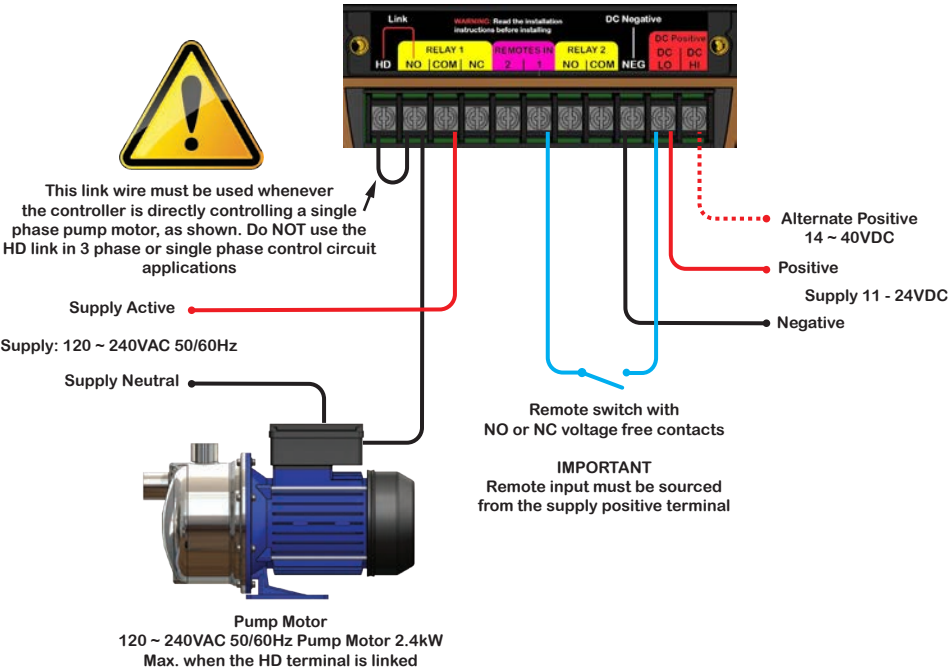 Link
WARNING: Read the installation
instructions before installing
DC Negative
DC Positive
RELAY 1
REMOTES IN
RELAY 2
DC
LO
DC
HI
HD
NO
COM
NC
2
1
NO
COM
NEG
This link wire must be used whenever
the controller is directly controlling a single
phase pump motor, as shown. Do NOT use the
HD link in 3 phase or single phase control circuit
applications
Supply Active
Supply: 120 ~ 240VAC 50/60Hz
Supply Neutral
Alternate Positive
14 ~ 40VDC
Positive
Supply 11 - 24VDC
Negative
Remote switch with
NO or NC voltage free contacts
IMPORTANT
Remote input must be sourced
from the supply positive terminal
Pump Motor
120 ~ 240VAC 50/60Hz Pump Motor 2.4kW
Max. when the HD terminal is linked